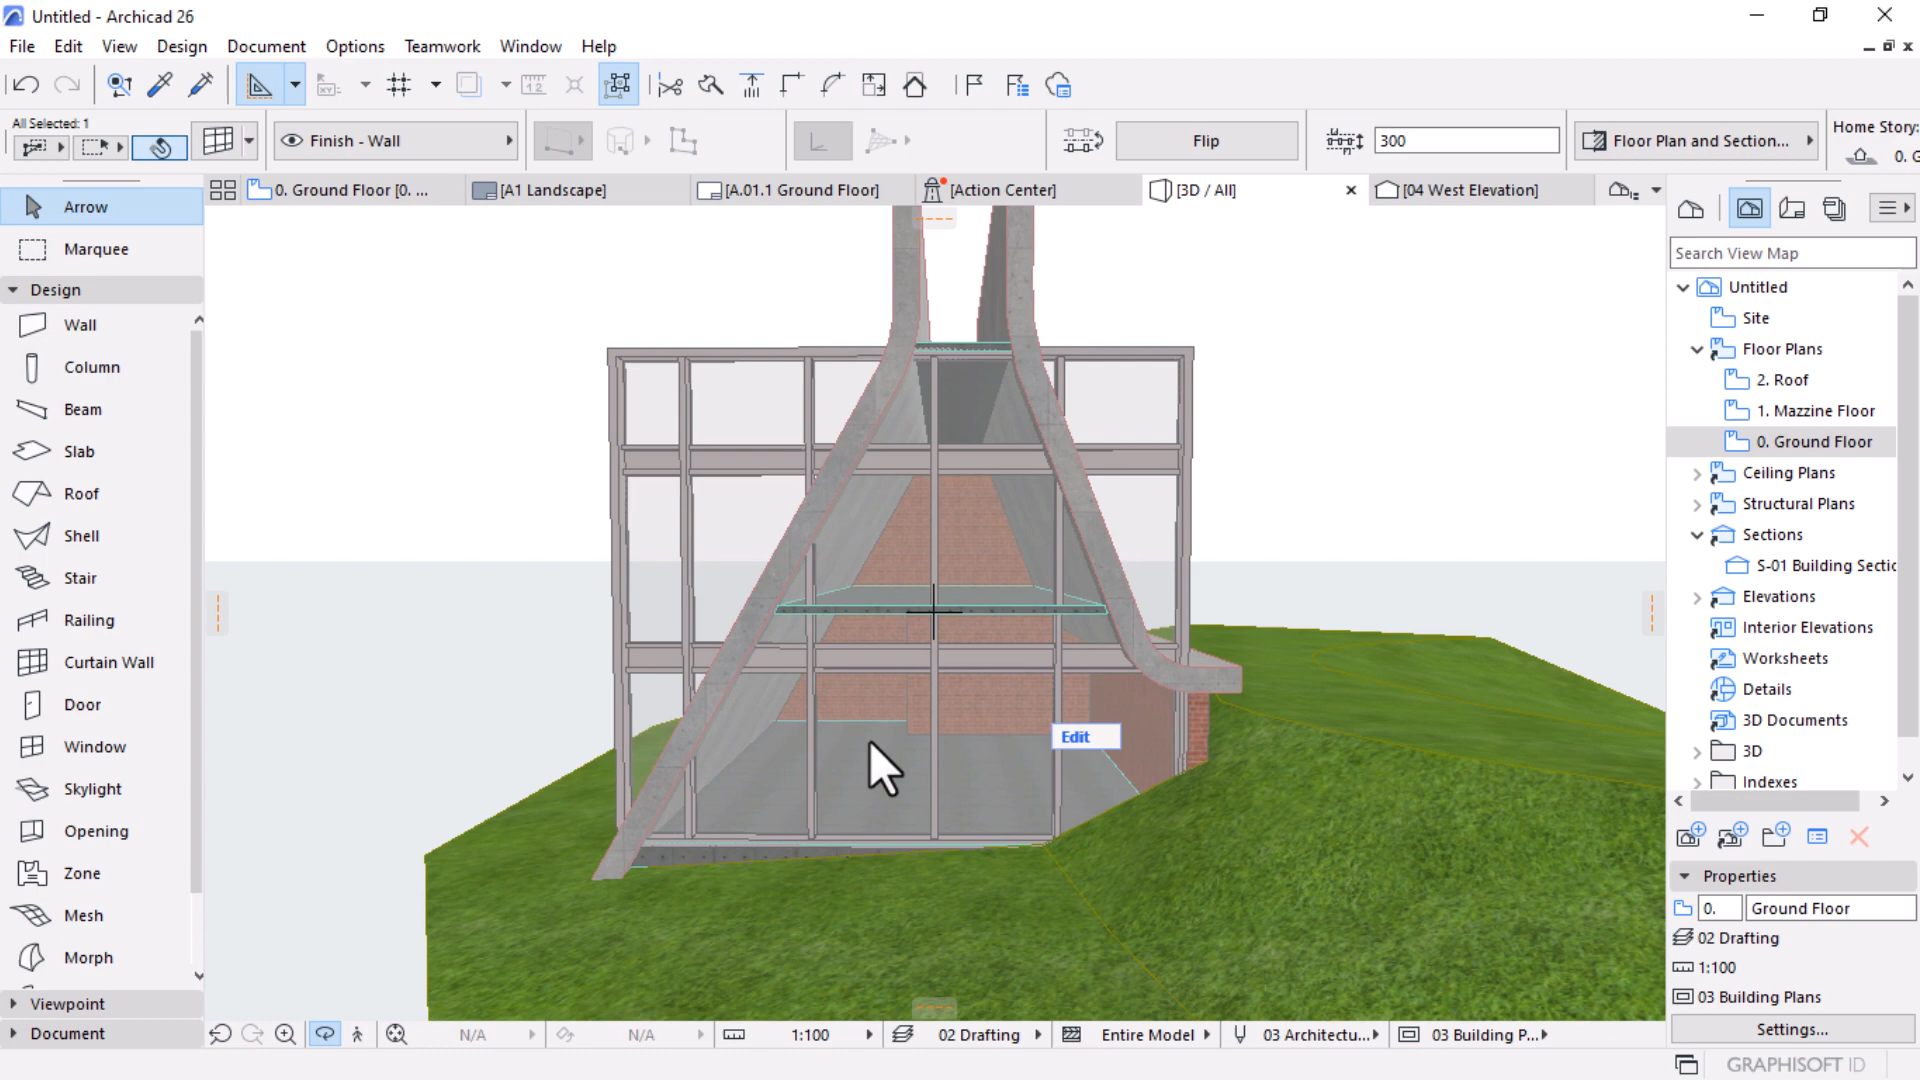 Untitled - Archicad 26
File Edit View Design Document Options Teamwork Window Help
All Selected: 1
Finish - Wall
Flip
300
Floor Plan and Section...
Home Story:
0. G
0. Ground Floor [0. ...
[A1 Landscape]
[A.01.1 Ground Floor]
[Action Center]
[3D / All]
[04 West Elevation]
Arrow
Marquee
Design
Wall
Column
Beam
Slab
Roof
Shell
Stair
Railing
Curtain Wall
Door
Window
Skylight
Opening
Zone
Mesh
Morph
Viewpoint
Document
Edit
Search View Map
Untitled
Site
Floor Plans
2. Roof
1. Mazzine Floor
0. Ground Floor
Ceiling Plans
Structural Plans
Sections
S-01 Building Sectic
Elevations
Interior Elevations
Worksheets
Details
3D Documents
3D
Indexes
Properties
0. Ground Floor
02 Drafting
1:100
03 Building Plans
Settings...
N/A
N/A
1:100
02 Drafting
Entire Model
03 Architectu...
03 Building P...
GRAPHISOFT ID